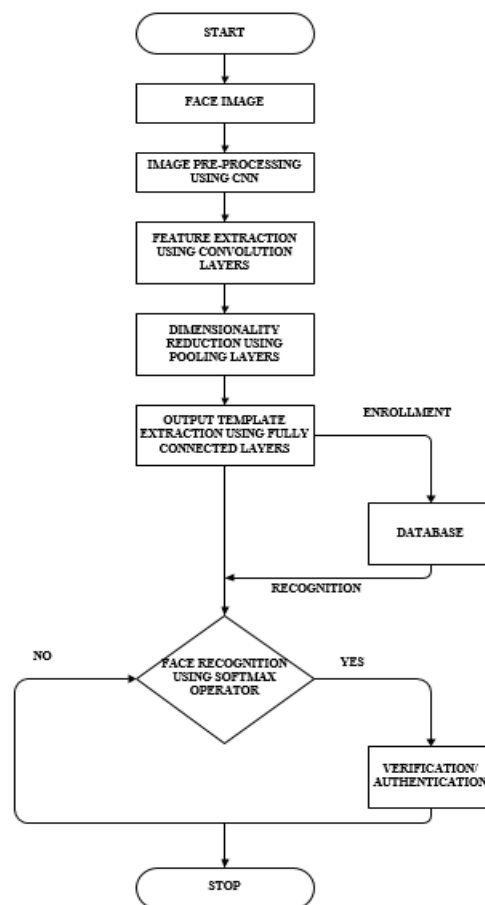 START
FACE IMAGE
IMAGE PRE-PROCESSING
USING CNN
FEATURE EXTRACTION
USING CONVOLUTION
LAYERS
DIMENSIONALITY
REDUCTION USING
POOLING LAYERS
ENROLLMENT
OUTPUT TEMPLATE
EXTRACTION USING FULLY
CONNECTED LAYERS
DATABASE
RECOGNITION
NO
FACE RECOGNITION
USING SOFTMAX
OPERATOR
YES
VERIFICATION/
AUTHENTICATION
STOP